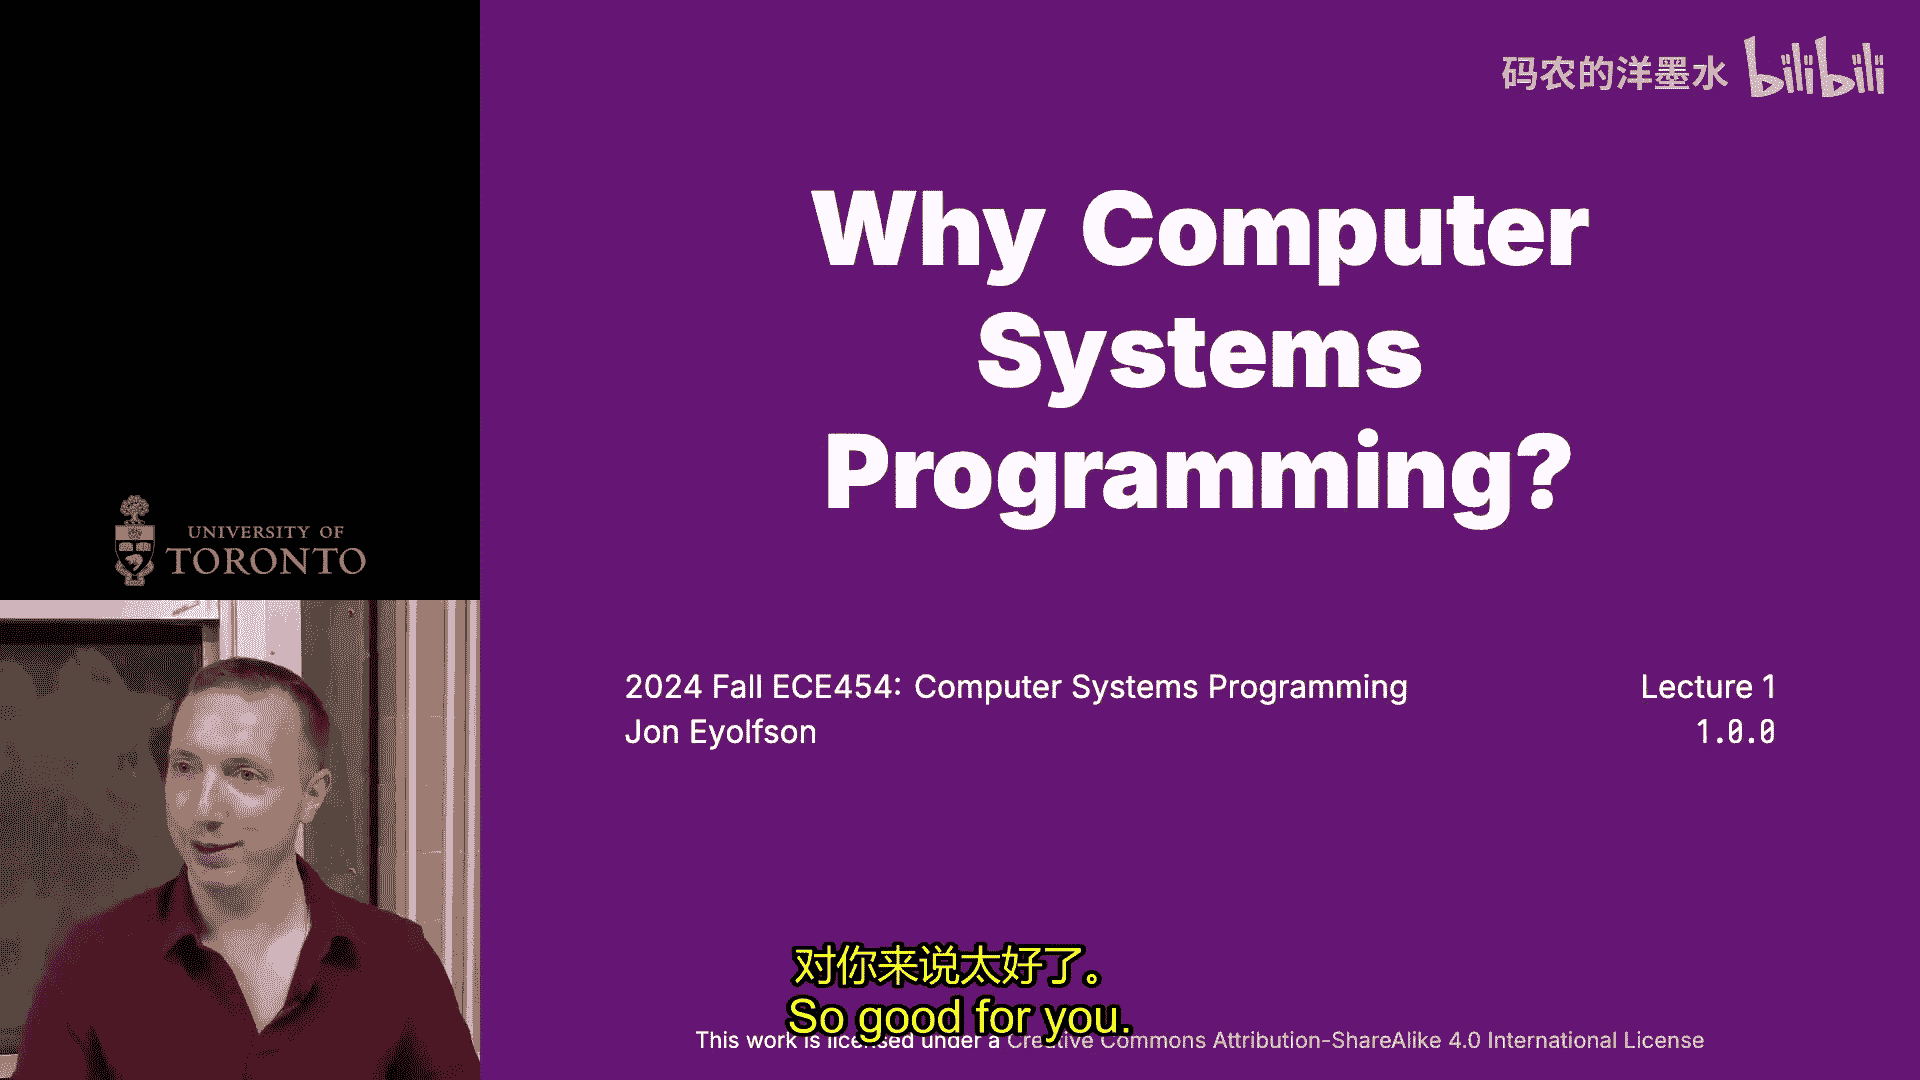 码农的洋墨水 bilibili
Why Computer
Systems
Programming?
UNIVERSITY OF
TORONTO
2024 Fall ECE454: Computer Systems Programming
Jon Eyolfson
Lecture 1
1.0.0
对你来说太好了。
So good for you.
This work is licensed under a Creative Commons Attribution-ShareAlike 4.0 International License